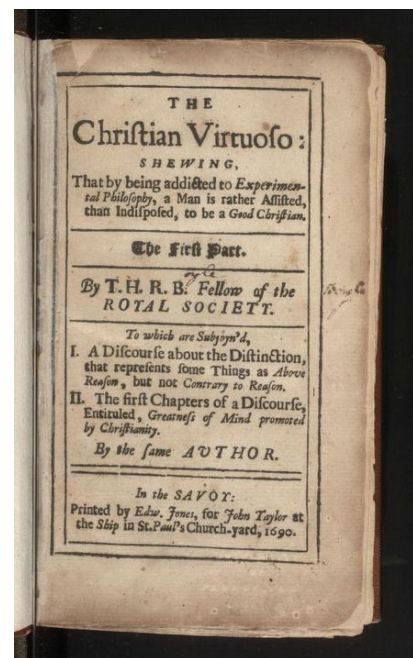 THE
Chriſtian Virtuoſo:
SHEWING,
That by being addicted to Experimen-
tal Philoſophy, a Man is rather Aſſiſted,
than Indiſpoſed, to be a Good Chriſtian.
The Firſt Part.
oyle
By T. H. R. B. Fellow of the
ROYAL SOCIETY.
To which are Subjoyn'd,
I. A Diſcourſe about the Diſtinction,
that repreſents ſome Things as Above
Reaſon, but not Contrary to Reaſon.
II. The firſt Chapters of a Diſcourſe,
Entituled, Greatneſs of Mind promoted
by Chriſtianity.
By the ſame AUTHOR.
In the SAVOY:
Printed by Edw. Jones, for John Taylor at
the Ship in St. Paul's Church-yard, 1690.